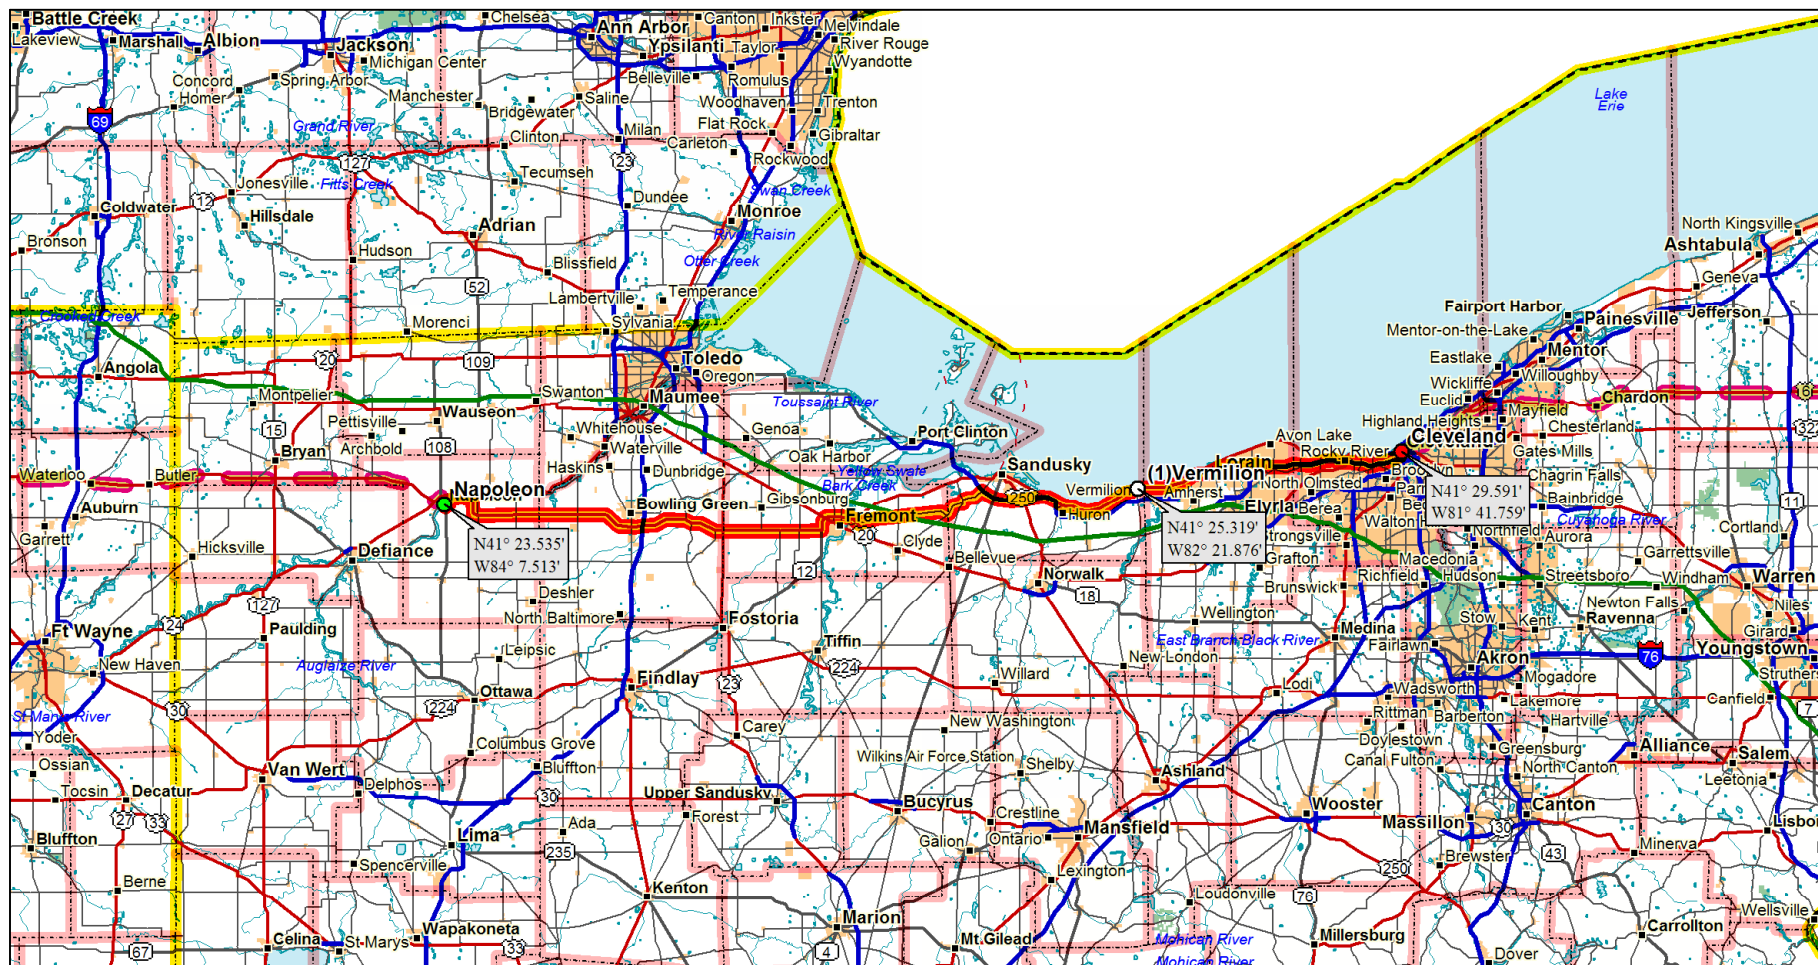 Battle Creek
Lakeview
Marshall
Albion
Jackson
Michigan Center
Chelsea
Ann Arbor
Ypsilanti
Canton
Inkster
Melvindale
Taylor
River Rouge
Wyandotte
Belleville
Romulus
Concord
Homer
Spring Arbor
Manchester
Bridgewater
Saline
Woodhaven
Trenton
69
Grand River
Clinton
Milan
Flat Rock
Carleton
Gibraltar
Rockwood
Lake
Erie
127
23
Jonesville
Fitts Creek
Tecumseh
Swan Creek
12
Coldwater
Hillsdale
Dundee
Monroe
Adrian
River Raisin
Bronson
Hudson
Blissfield
Otter Creek
North Kingsville
Ashtabula
Geneva
52
Lambertville
Temperance
Crooked Creek
Morenci
Sylvania
Fairport Harbor
Painesville
Jefferson
Mentor-on-the-Lake
Mentor
20
109
Toledo
Oregon
Angola
Eastlake
Willoughby
Wickliffe
Euclid
Montpelier
Swanton
Maumee
Toussaint River
Mayfield
Chardon
6
Pettisville
Wauseon
Archbold
Whitehouse
Waterville
Genoa
Port Clinton
Highland Heights
Chesterland
322
15
108
Bryan
Oak Harbor
Avon Lake
Rocky River
Cleveland
Gates Mills
Waterloo
Butler
Haskins
Dunbridge
Yellow Swale
Bark Creek
Sandusky
(1)Vermilion
Lorain
Brooklyn
Chagrin Falls
Napoleon
Gibsonburg
250
Vermilion
Amherst
North Olmsted
N41° 29.591'
W81° 41.759'
Bainbridge
11
Auburn
Bowling Green
Fremont
Huron
Elyria
Berea
Cuyahoga River
Garrett
N41° 23.535'
W84° 7.513'
20
N41° 25.319'
W82° 21.876'
Strongsville
Walton
Northfield
Aurora
Cortland
Hicksville
Defiance
Clyde
Bellevue
Grafton
Macedonia
Garrettsville
12
Norwalk
18
Brunswick
Richfield
Hudson
Streetsboro
Windham
Warren
127
Deshler
North Baltimore
Wellington
Newton Falls
Niles
24
Ft Wayne
Paulding
Fostoria
Tiffin
East Branch Black River
Medina
Stow
Kent
Ravenna
Girard
Fairlawn
76
Youngstown
New Haven
Auglaize River
Leipsic
224
New London
Akron
Struthers
Findlay
23
Willard
Lodi
Wadsworth
Mogadore
Canfield
30
224
Ottawa
Rittman
Barberton
Lakemore
7
St Marys River
New Washington
Hartville
Yoder
Columbus Grove
Carey
Doylestown
Greensburg
Alliance
Salem
Ossian
Van Wert
Bluffton
Wilkins Air Force Station
Shelby
Canal Fulton
North Canton
Leetonia
Tocsin
Decatur
Delphos
30
Upper Sandusky
Ashland
Bucyrus
Wooster
Canton
27
33
Ada
Forest
Crestline
Massillon
30
Bluffton
Lima
Galion
Ontario
Mansfield
Minerva
235
Spencerville
250
Brewster
43
Berne
Kenton
Lexington
Loudonville
76
Wellsville
Wapakoneta
Marion
Mohican River
Carrollton
67
Celina
St Marys
33
4
Mt Gilead
Millersburg
Dover
Mohican River